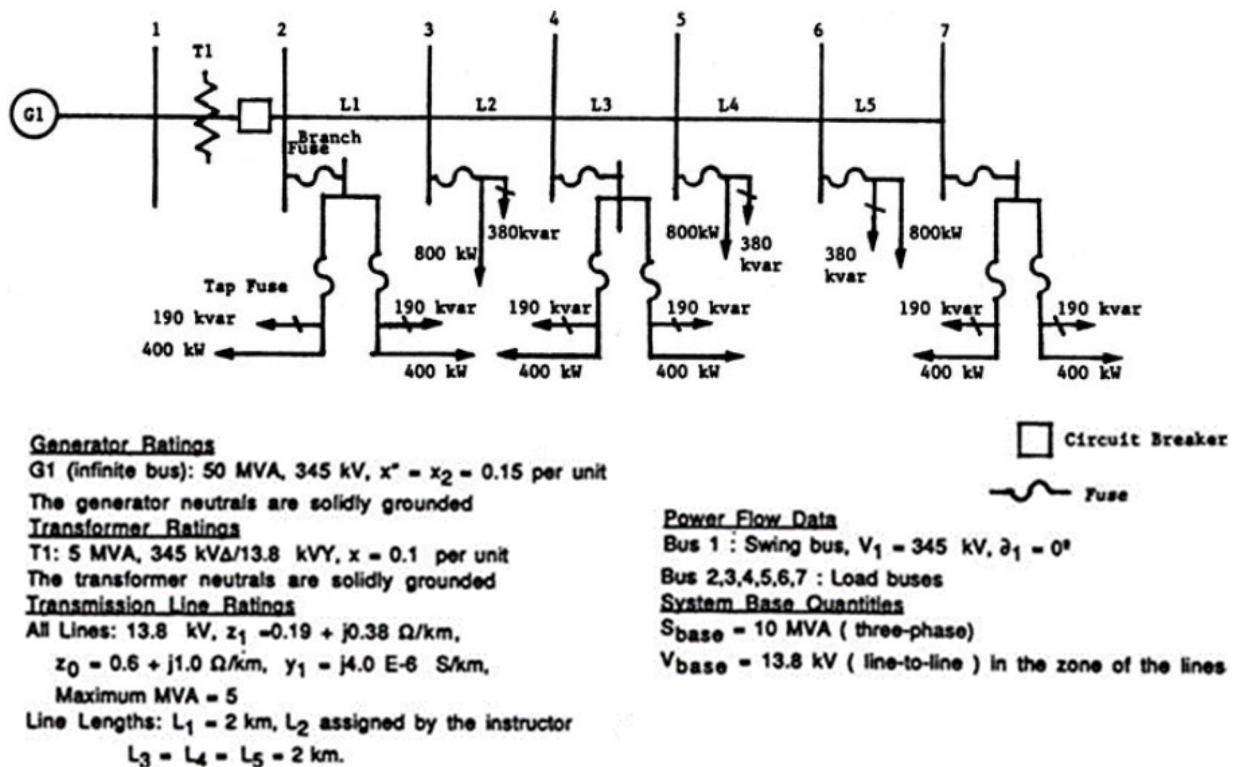 1
2
3
4
5
6
7
T1
G1
L1
L2
L3
L4
L5
Branch
Fuse
380kvar
800 kW
800kW
380
kvar
380
kvar
800kW
Tap Fuse
190 kvar
190 kvar
190 kvar
190 kvar
190 kvar
190 kvar
400 kW
400 kW
400 kW
400 kW
400 kW
400 kW
Generator Ratings
G1 (infinite bus): 50 MVA, 345 kV, x" = x₂ = 0.15 per unit
The generator neutrals are solidly grounded
Transformer Ratings
T1: 5 MVA, 345 kVΔ/13.8 kVY, x = 0.1 per unit
The transformer neutrals are solidly grounded
Transmission Line Ratings
All Lines: 13.8 kV, z₁ =0.19 + j0.38 Ω/km,
z₀ = 0.6 + j1.0 Ω/km, y₁ = j4.0 E-6 S/km,
Maximum MVA = 5
Line Lengths: L₁ = 2 km, L₂ assigned by the instructor
L₃ = L₄ = L₅ = 2 km.
Circuit Breaker
Fuse
Power Flow Data
Bus 1 : Swing bus, V₁ = 345 kV, ∂₁ = 0°
Bus 2,3,4,5,6,7 : Load buses
System Base Quantities
Sbase = 10 MVA ( three-phase)
Vbase = 13.8 kV ( line-to-line ) in the zone of the lines